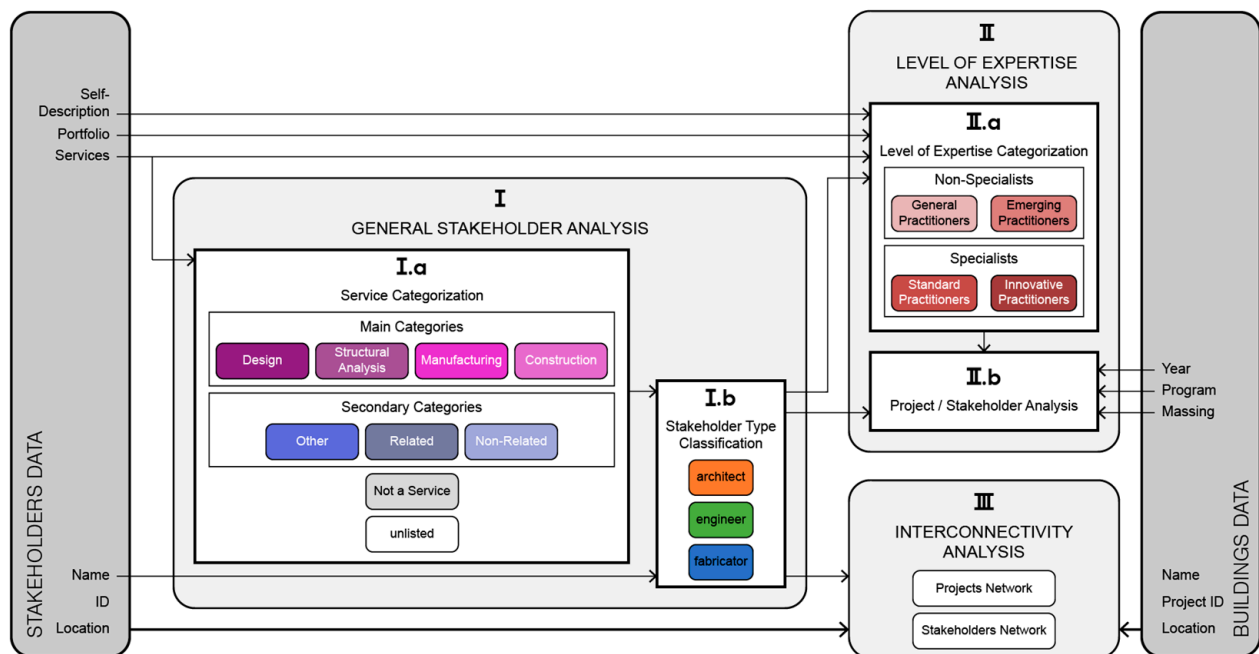 STAKEHOLDERS DATA
Self-
Description
Portfolio
Services
Name
ID
Location
I
GENERAL STAKEHOLDER ANALYSIS
I.a
Service Categorization
Main Categories
Design
Structural
Analysis
Manufacturing
Construction
Secondary Categories
Other
Related
Non-Related
Not a Service
unlisted
I.b
Stakeholder Type
Classification
architect
engineer
fabricator
II
LEVEL OF EXPERTISE
ANALYSIS
II.a
Level of Expertise Categorization
Non-Specialists
General
Practitioners
Emerging
Practitioners
Specialists
Standard
Practitioners
Innovative
Practitioners
II.b
Project / Stakeholder Analysis
III
INTERCONNECTIVITY
ANALYSIS
Projects Network
Stakeholders Network
Year
Program
Massing
Name
Project ID
Location
BUILDINGS DATA